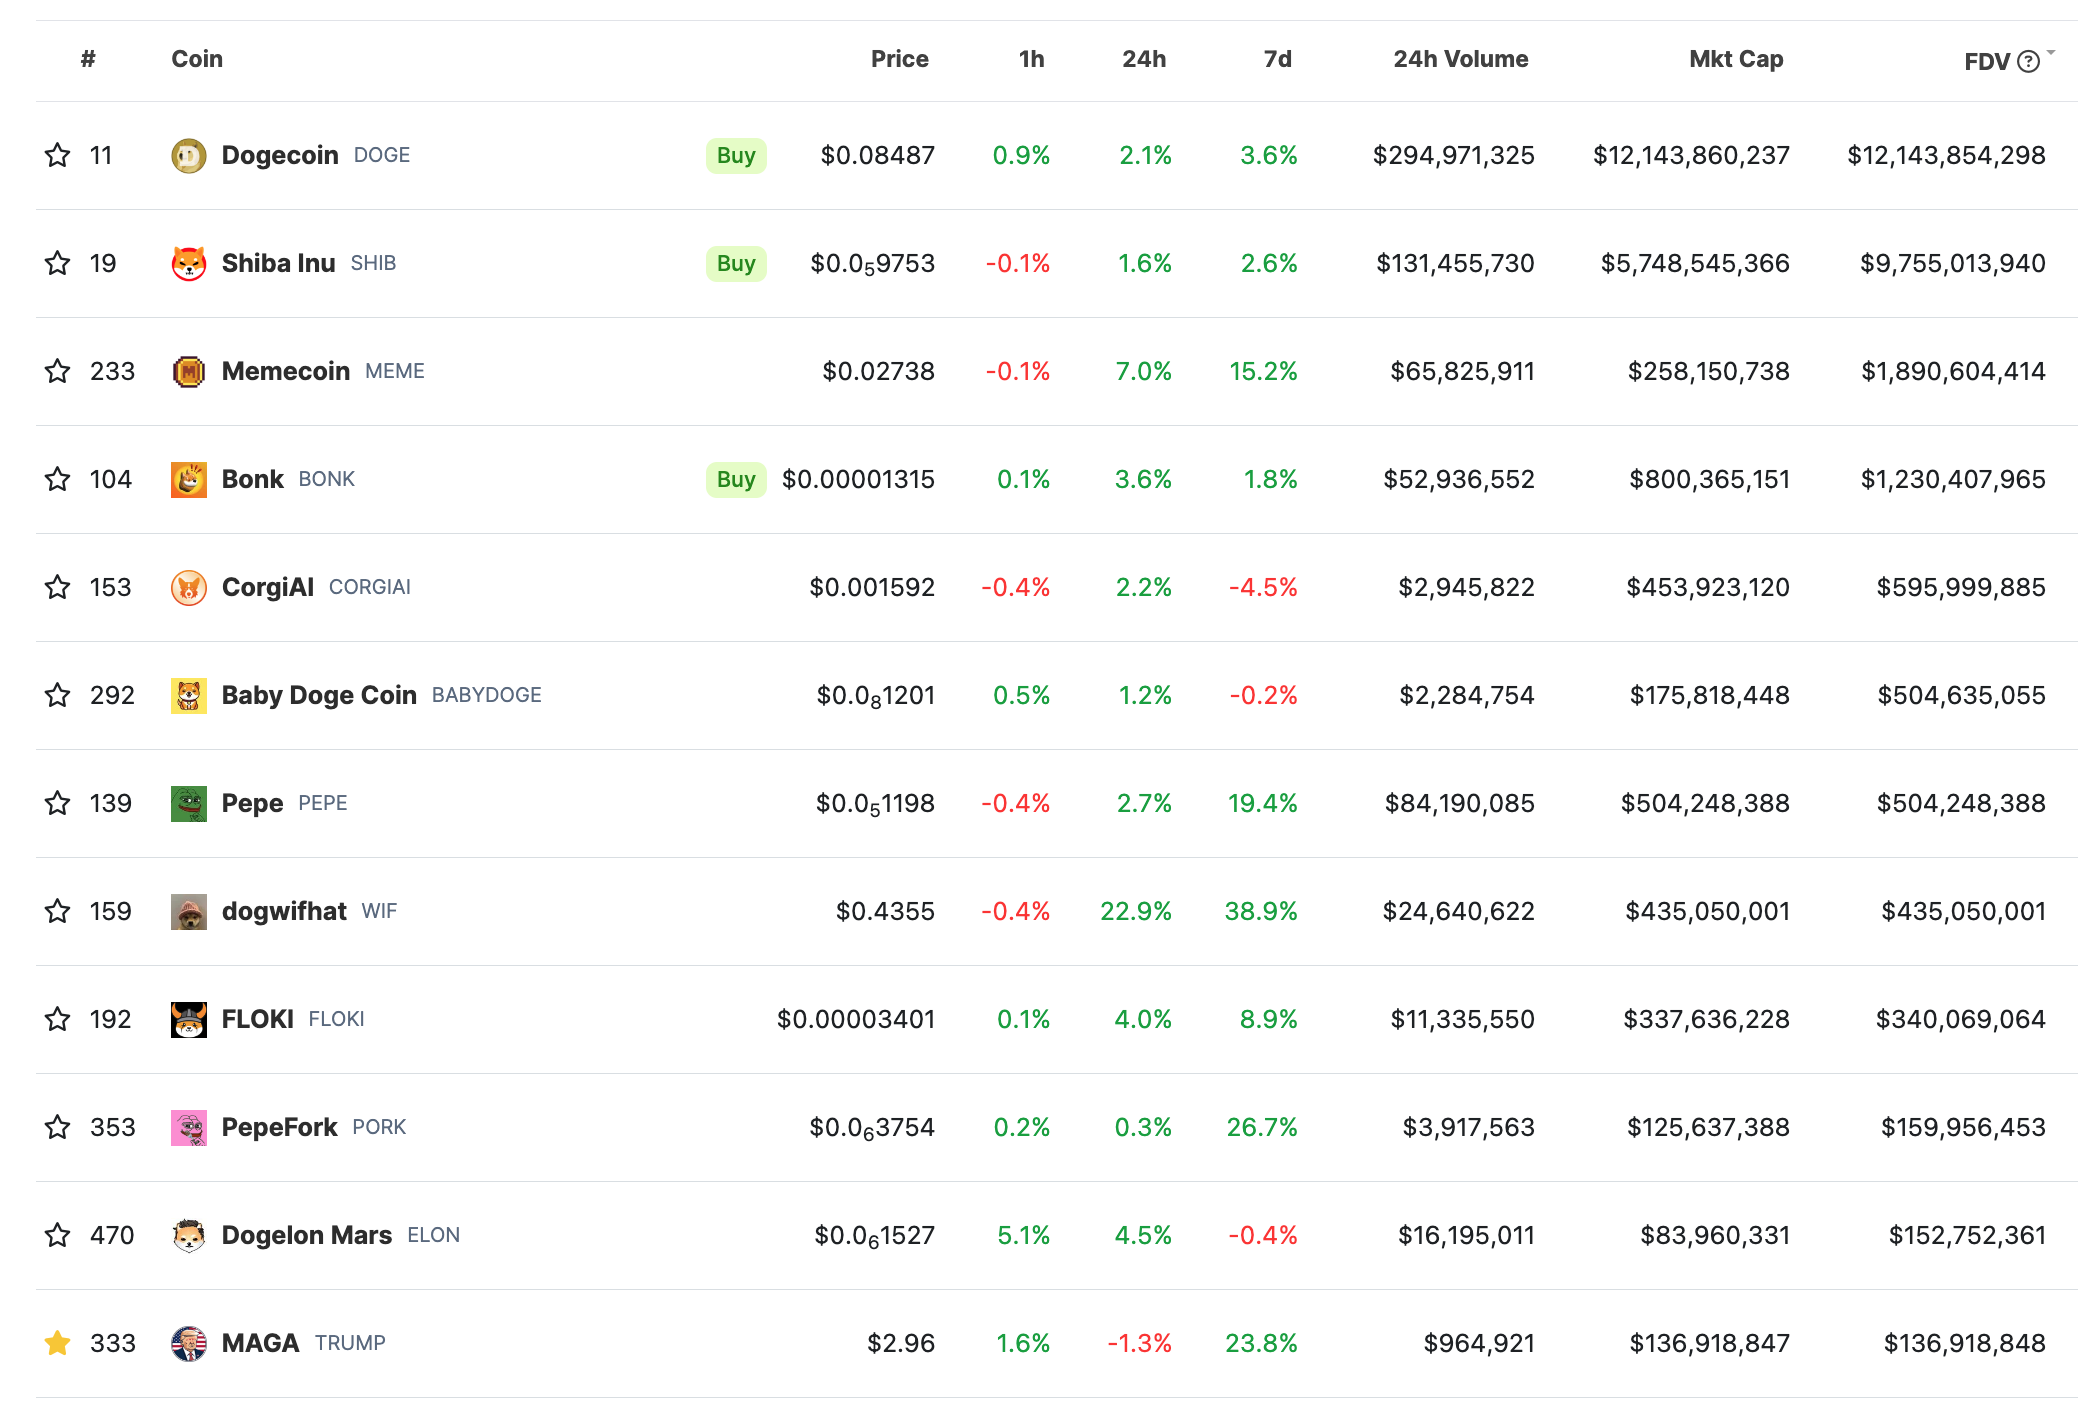 # Coin Price 1h 24h 7d 24h Volume Mkt Cap FDV ?
11 Dogecoin DOGE Buy $0.08487 0.9% 2.1% 3.6% $294,971,325 $12,143,860,237 $12,143,854,298
19 Shiba Inu SHIB Buy $0.0₅9753 -0.1% 1.6% 2.6% $131,455,730 $5,748,545,366 $9,755,013,940
233 Memecoin MEME $0.02738 -0.1% 7.0% 15.2% $65,825,911 $258,150,738 $1,890,604,414
104 Bonk BONK Buy $0.00001315 0.1% 3.6% 1.8% $52,936,552 $800,365,151 $1,230,407,965
153 CorgiAI CORGIAI $0.001592 -0.4% 2.2% -4.5% $2,945,822 $453,923,120 $595,999,885
292 Baby Doge Coin BABYDOGE $0.0₈1201 0.5% 1.2% -0.2% $2,284,754 $175,818,448 $504,635,055
139 Pepe PEPE $0.0₅1198 -0.4% 2.7% 19.4% $84,190,085 $504,248,388 $504,248,388
159 dogwifhat WIF $0.4355 -0.4% 22.9% 38.9% $24,640,622 $435,050,001 $435,050,001
192 FLOKI FLOKI $0.00003401 0.1% 4.0% 8.9% $11,335,550 $337,636,228 $340,069,064
353 PepeFork PORK $0.0₆3754 0.2% 0.3% 26.7% $3,917,563 $125,637,388 $159,956,453
470 Dogelon Mars ELON $0.0₆1527 5.1% 4.5% -0.4% $16,195,011 $83,960,331 $152,752,361
333 MAGA TRUMP $2.96 1.6% -1.3% 23.8% $964,921 $136,918,847 $136,918,848